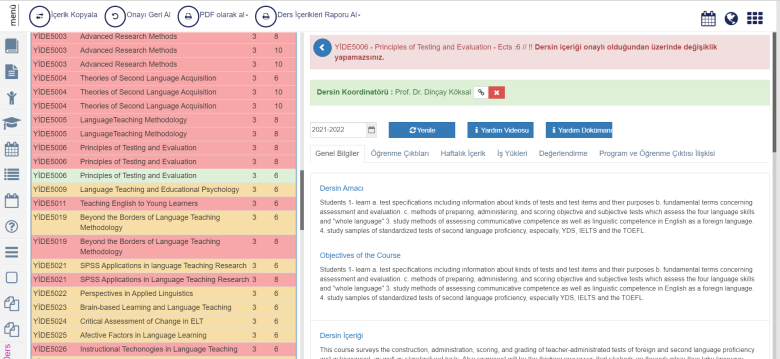 menü
İçerik Kopyala
Onayı Geri Al
PDF olarak al
Ders İçerikleri Raporu Al
YİDE5003 Advanced Research Methods 3 8
YİDE5003 Advanced Research Methods 3 10
YİDE5003 Advanced Research Methods 3 10
YİDE5004 Theories of Second Language Acquisition 3 6
YİDE5004 Theories of Second Language Acquisition 3 10
YİDE5004 Theories of Second Language Acquisition 3 10
YİDE5005 LanguageTeaching Methodology 3 8
YİDE5005 LanguageTeaching Methodology 3 8
YİDE5006 Principles of Testing and Evaluation 3 8
YİDE5006 Principles of Testing and Evaluation 3 8
YİDE5006 Principles of Testing and Evaluation 3 6
YİDE5009 Language Teaching and Educational Psychology 3 6
YİDE5011 Teaching English to Young Learners 3 6
YİDE5019 Beyond the Borders of Language Teaching 3 6
Methodology
YİDE5019 Beyond the Borders of Language Teaching 3 8
Methodology
YİDE5021 SPSS Applications in language Teaching Research 3 6
YİDE5021 SPSS Applications in Language Teaching Research 3 8
YİDE5022 Perspectives in Applied Linguistics 3 6
YİDE5023 Brain-based Learning and Language Teaching 3 6
YİDE5024 Critical Assessment of Change in ELT 3 6
YİDE5025 Afective Factors in Language Learning 3 6
YİDE5026 Instructional Techonogies in Language Teaching 3 6
Ders
YİDE5006 - Principles of Testing and Evaluation - Ects :6 // !! Dersin içeriği onaylı olduğundan üzerinde değişiklik
yapamazsınız.
Dersin Koordinatörü : Prof. Dr. Dinçay Köksal
2021-2022
Yenile
Yardım Videosu
Yardım Dökümanı
Genel Bilgiler Öğrenme Çıktıları Haftalık İçerik İş Yükleri Değerlendirme Program ve Öğrenme Çıktısı İlişkisi
Dersin Amacı
Students 1- learn a. test specifications including information about kinds of tests and test items and their purposes b. fundamental terms concerning
assessment and evaluation. c. methods of preparing, administering, and scoring objective and subjective tests which assess the four language skills
and "whole language" 3. study methods of assessing communicative competence as well as linguistic competence in English as a foreign language.
4. study samples of standardized tests of second language proficiency, especially, YDS, IELTS and the TOEFL.
Objectives of the Course
Students 1- learn a. test specifications including information about kinds of tests and test items and their purposes b. fundamental terms concerning
assessment and evaluation. c. methods of preparing, administering, and scoring objective and subjective tests which assess the four language skills
and "whole language" 3. study methods of assessing communicative competence as well as linguistic competence in English as a foreign language.
4. study samples of standardized tests of second language proficiency, especially YDS, IELTS and the TOEFL.
Dersin İçeriği
This course surveys the construction, administration, scoring, and grading of teacher-administrated tests of foreign and second language proficiency